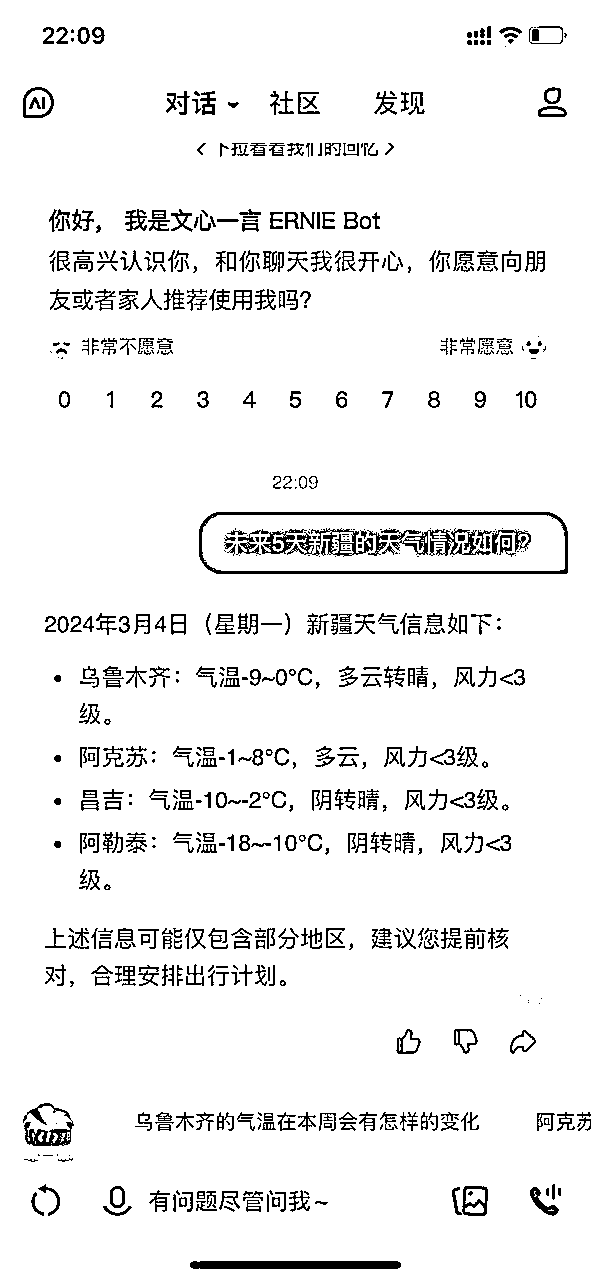 22:09
AI
对话 社区 发现
下拉看看我们的回忆
你好， 我是文心一言 ERNIE Bot
很高兴认识你，和你聊天我很开心，你愿意向朋
友或者家人推荐使用我吗?
非常不愿意 非常愿意
0 1 2 3 4 5 6 7 8 9 10
22:09
未来5天新疆的天气情况如何?
2024年3月4日（星期一）新疆天气信息如下：
• 乌鲁木齐：气温-9~0°C，多云转晴，风力<3
级。
• 阿克苏：气温-1~8°C，多云，风力<3级。
• 昌吉：气温-10~-2°C，阴转晴，风力<3级。
• 阿勒泰：气温-18~-10°C，阴转晴，风力<3
级。
上述信息可能仅包含部分地区，建议您提前核
对，合理安排出行计划。
乌鲁木齐的气温在本周会有怎样的变化 阿克苏
有问题尽管问我~